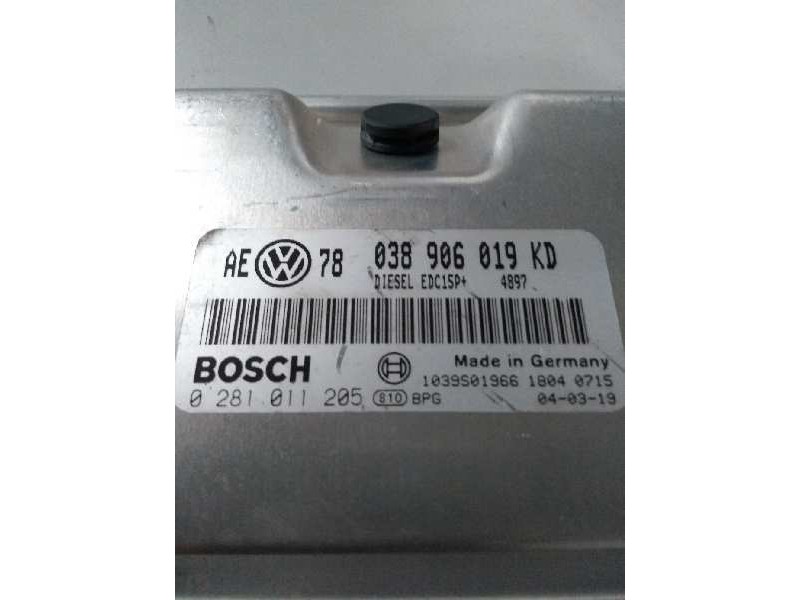 AE VW 78 038 906 019 KD
DIESEL EDC15P+ 4897
BOSCH Made in Germany
1039S01966 1804 0715
0 281 011 205 810 BPG 04-03-19